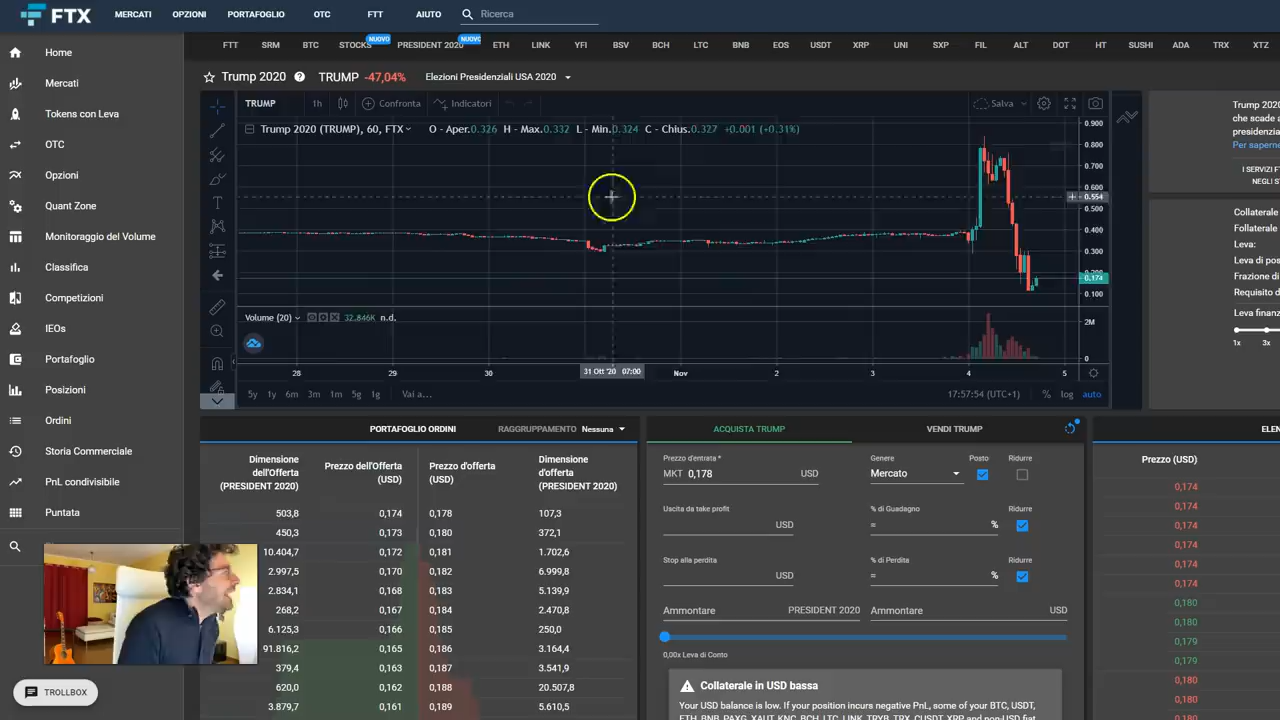 FTX MERCATI OPZIONI PORTAFOGLIO OTC FTT AIUTO Ricerca
FTT SRM BTC STOCKS NUOVO PRESIDENT 2020 NUOVO ETH LINK YFI BSV BCH LTC BNB EOS USDT XRP UNI SXP FIL ALT DOT HT SUSHI ADA TRX XTZ
Home
Mercati
Tokens con Leva
OTC
Opzioni
Quant Zone
Monitoraggio del Volume
Classifica
Competizioni
IEOs
Portafoglio
Posizioni
Ordini
Storia Commerciale
PnL condivisibile
Puntata
TROLLBOX
Trump 2020 TRUMP -47,04% Elezioni Presidenziali USA 2020
TRUMP 1h Confronta Indicatori Salva
Trump 2020 (TRUMP), 60, FTX O - Aper.0.326 H - Max.0.332 L - Min.0.324 C - Chius.0.327 +0.001 (+0.31%)
0.900
0.800
0.700
0.600
0.554
0.400
0.300
0.174
0.100
Volume (20) 32.846K n.d.
2M
0
28 29 30 31 Ott '20 07:00 Nov 2 3 4 5
5y 1y 6m 3m 1m 5g 1g Vai a... 17:57:54 (UTC+1) % log auto
Trump 2020
che scade a
presidenzia
Per saperne
I SERVIZI F
NEGLI S
Collaterale
Collaterale
Leva:
Leva di pos
Frazione di
Requisito d
Leva finanz
1x 3x
PORTAFOGLIO ORDINI RAGGRUPPAMENTO Nessuna
Dimensione dell'Offerta (PRESIDENT 2020) Prezzo dell'Offerta (USD) Prezzo d'offerta (USD) Dimensione d'offerta (PRESIDENT 2020)
503,8 0,174 0,178 107,3
450,3 0,173 0,180 372,1
10.404,7 0,172 0,181 1.702,6
2.997,5 0,170 0,182 6.999,8
2.834,1 0,168 0,183 5.139,9
268,2 0,167 0,184 2.470,8
6.125,3 0,166 0,185 250,0
91.816,2 0,165 0,186 3.164,4
379,4 0,163 0,187 3.541,9
620,0 0,162 0,188 20.507,8
3.879,7 0,161 0,189 5.610,5
ACQUISTA TRUMP VENDI TRUMP
Prezzo d'entrata * Genere Posto Ridurre
MKT 0,178 USD Mercato
Uscita da take profit % di Guadagno Ridurre
USD = %
Stop alla perdita % di Perdita Ridurre
USD = %
Ammontare PRESIDENT 2020 Ammontare USD
0,00x Leva di Conto
Collaterale in USD bassa
Your USD balance is low. If your position incurs negative PnL, some of your BTC, USDT,
ETH, BNB, PAXG, XAUT, KNC, BCH, LTC, LINK, TRYB, TRX, CUSDT, XRP and non-USD fiat
ELEN
Prezzo (USD)
0,174
0,174
0,174
0,174
0,174
0,174
0,180
0,180
0,179
0,179
0,180
0,180